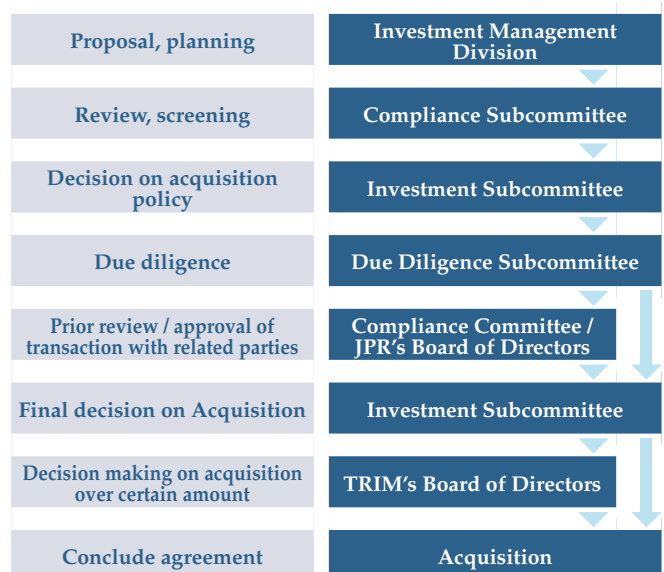 Proposal, planning
Investment Management
Division
Review, screening
Compliance Subcommittee
Decision on acquisition
policy
Investment Subcommittee
Due diligence
Due Diligence Subcommittee
Prior review / approval of
transaction with related parties
Compliance Committee /
JPR's Board of Directors
Final decision on Acquisition
Investment Subcommittee
Decision making on acquisition
over certain amount
TRIM's Board of Directors
Conclude agreement
Acquisition